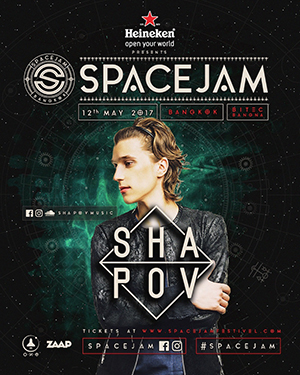 Heineken
open your world
PRESENTS
SPACEJAM
BANGKOK
SPACEJAM
12TH MAY 2017
BANGKOK
BITEC
BANGNA
SHAPOVMUSIC
SHA
POV
TICKETS AT WWW.SPACEJAMFESTIVAL.COM
SPACEJAM
#SPACEJAM
ONE
ZAAP